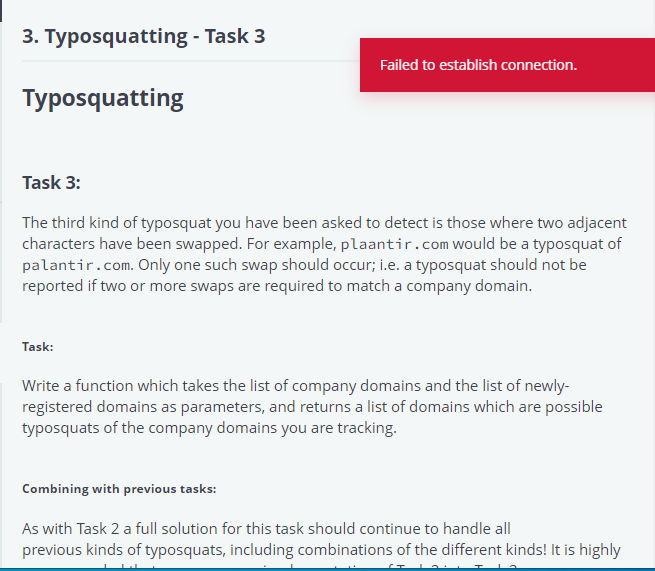 3. Typosquatting - Task 3
Failed to establish connection.
Typosquatting
Task 3:
The third kind of typosquat you have been asked to detect is those where two adjacent
characters have been swapped. For example, plaantir.com would be a typosquat of
palantir.com. Only one such swap should occur; i.e. a typosquat should not be
reported if two or more swaps are required to match a company domain.
Task:
Write a function which takes the list of company domains and the list of newly-
registered domains as parameters, and returns a list of domains which are possible
typosquats of the company domains you are tracking.
Combining with previous tasks:
As with Task 2 a full solution for this task should continue to handle all
previous kinds of typosquats, including combinations of the different kinds! It is highly